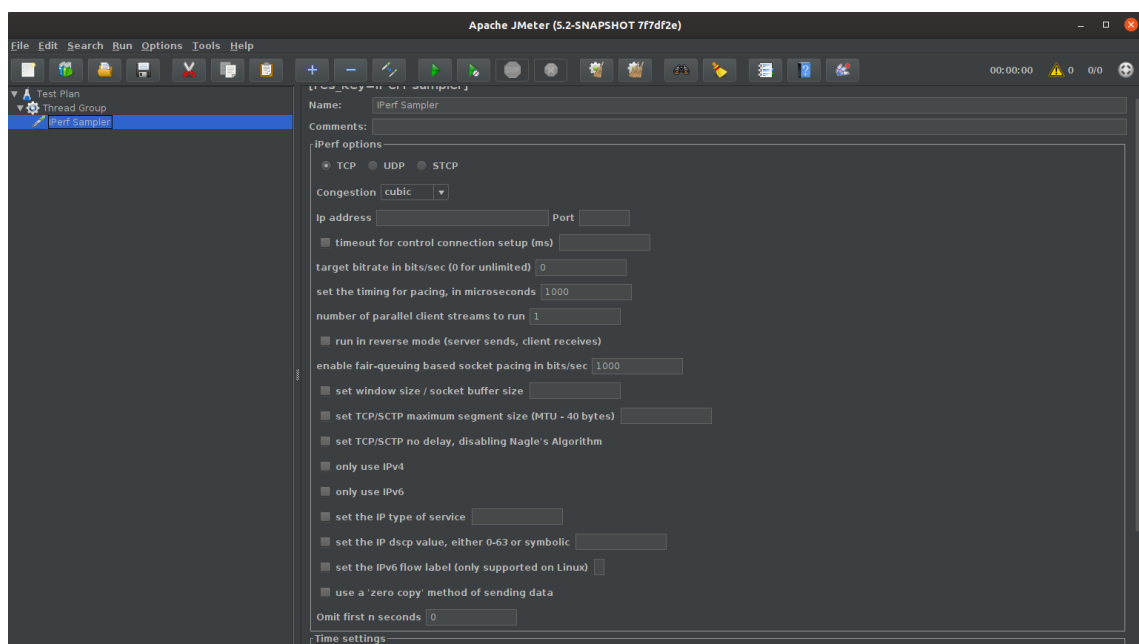 Apache JMeter (5.2-SNAPSHOT 7f7df2e)
File Edit Search Run Options Tools Help
00:00:00 0 0/0
Test Plan
Thread Group
IPerf Sampler
[res_key=IPerf Sampler]
Name: IPerf Sampler
Comments:
iPerf options
TCP UDP STCP
Congestion cubic
Ip address Port
timeout for control connection setup (ms)
target bitrate in bits/sec (0 for unlimited) 0
set the timing for pacing, in microseconds 1000
number of parallel client streams to run 1
run in reverse mode (server sends, client receives)
enable fair-queuing based socket pacing in bits/sec 1000
set window size / socket buffer size
set TCP/SCTP maximum segment size (MTU - 40 bytes)
set TCP/SCTP no delay, disabling Nagle's Algorithm
only use IPv4
only use IPv6
set the IP type of service
set the IP dscp value, either 0-63 or symbolic
set the IPv6 flow label (only supported on Linux)
use a 'zero copy' method of sending data
Omit first n seconds 0
Time settings